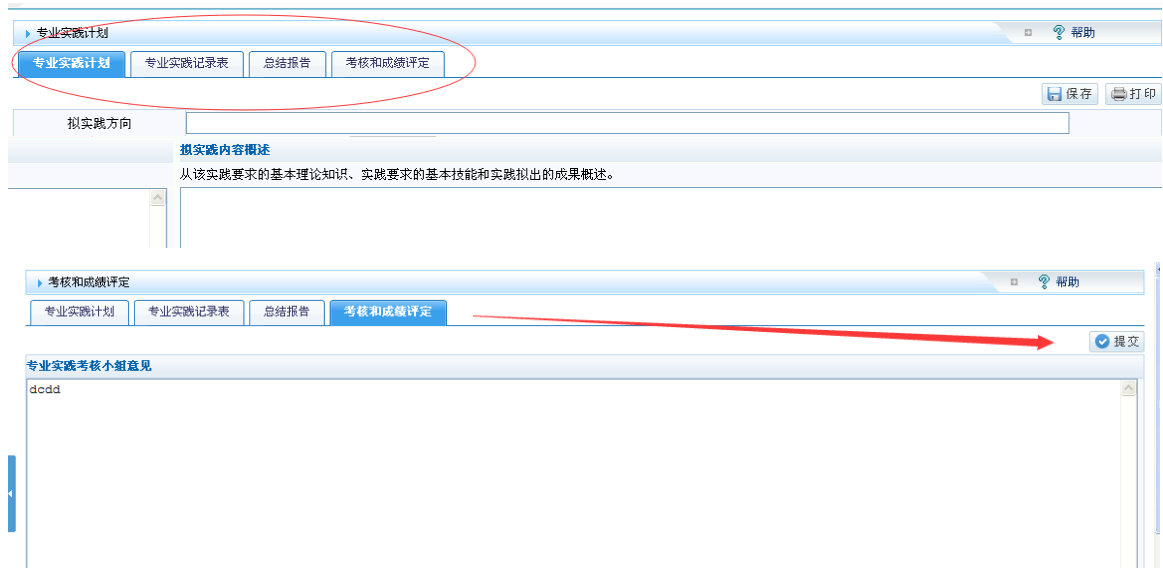 专业实践计划 帮助
专业实践计划 专业实践记录表 总结报告 考核和成绩评定
保存 打印
拟实践方向
拟实践内容概述
从该实践要求的基本理论知识、实践要求的基本技能和实践拟出的成果概述。
考核和成绩评定 帮助
专业实践计划 专业实践记录表 总结报告 考核和成绩评定
提交
专业实践考核小组意见
dcdd